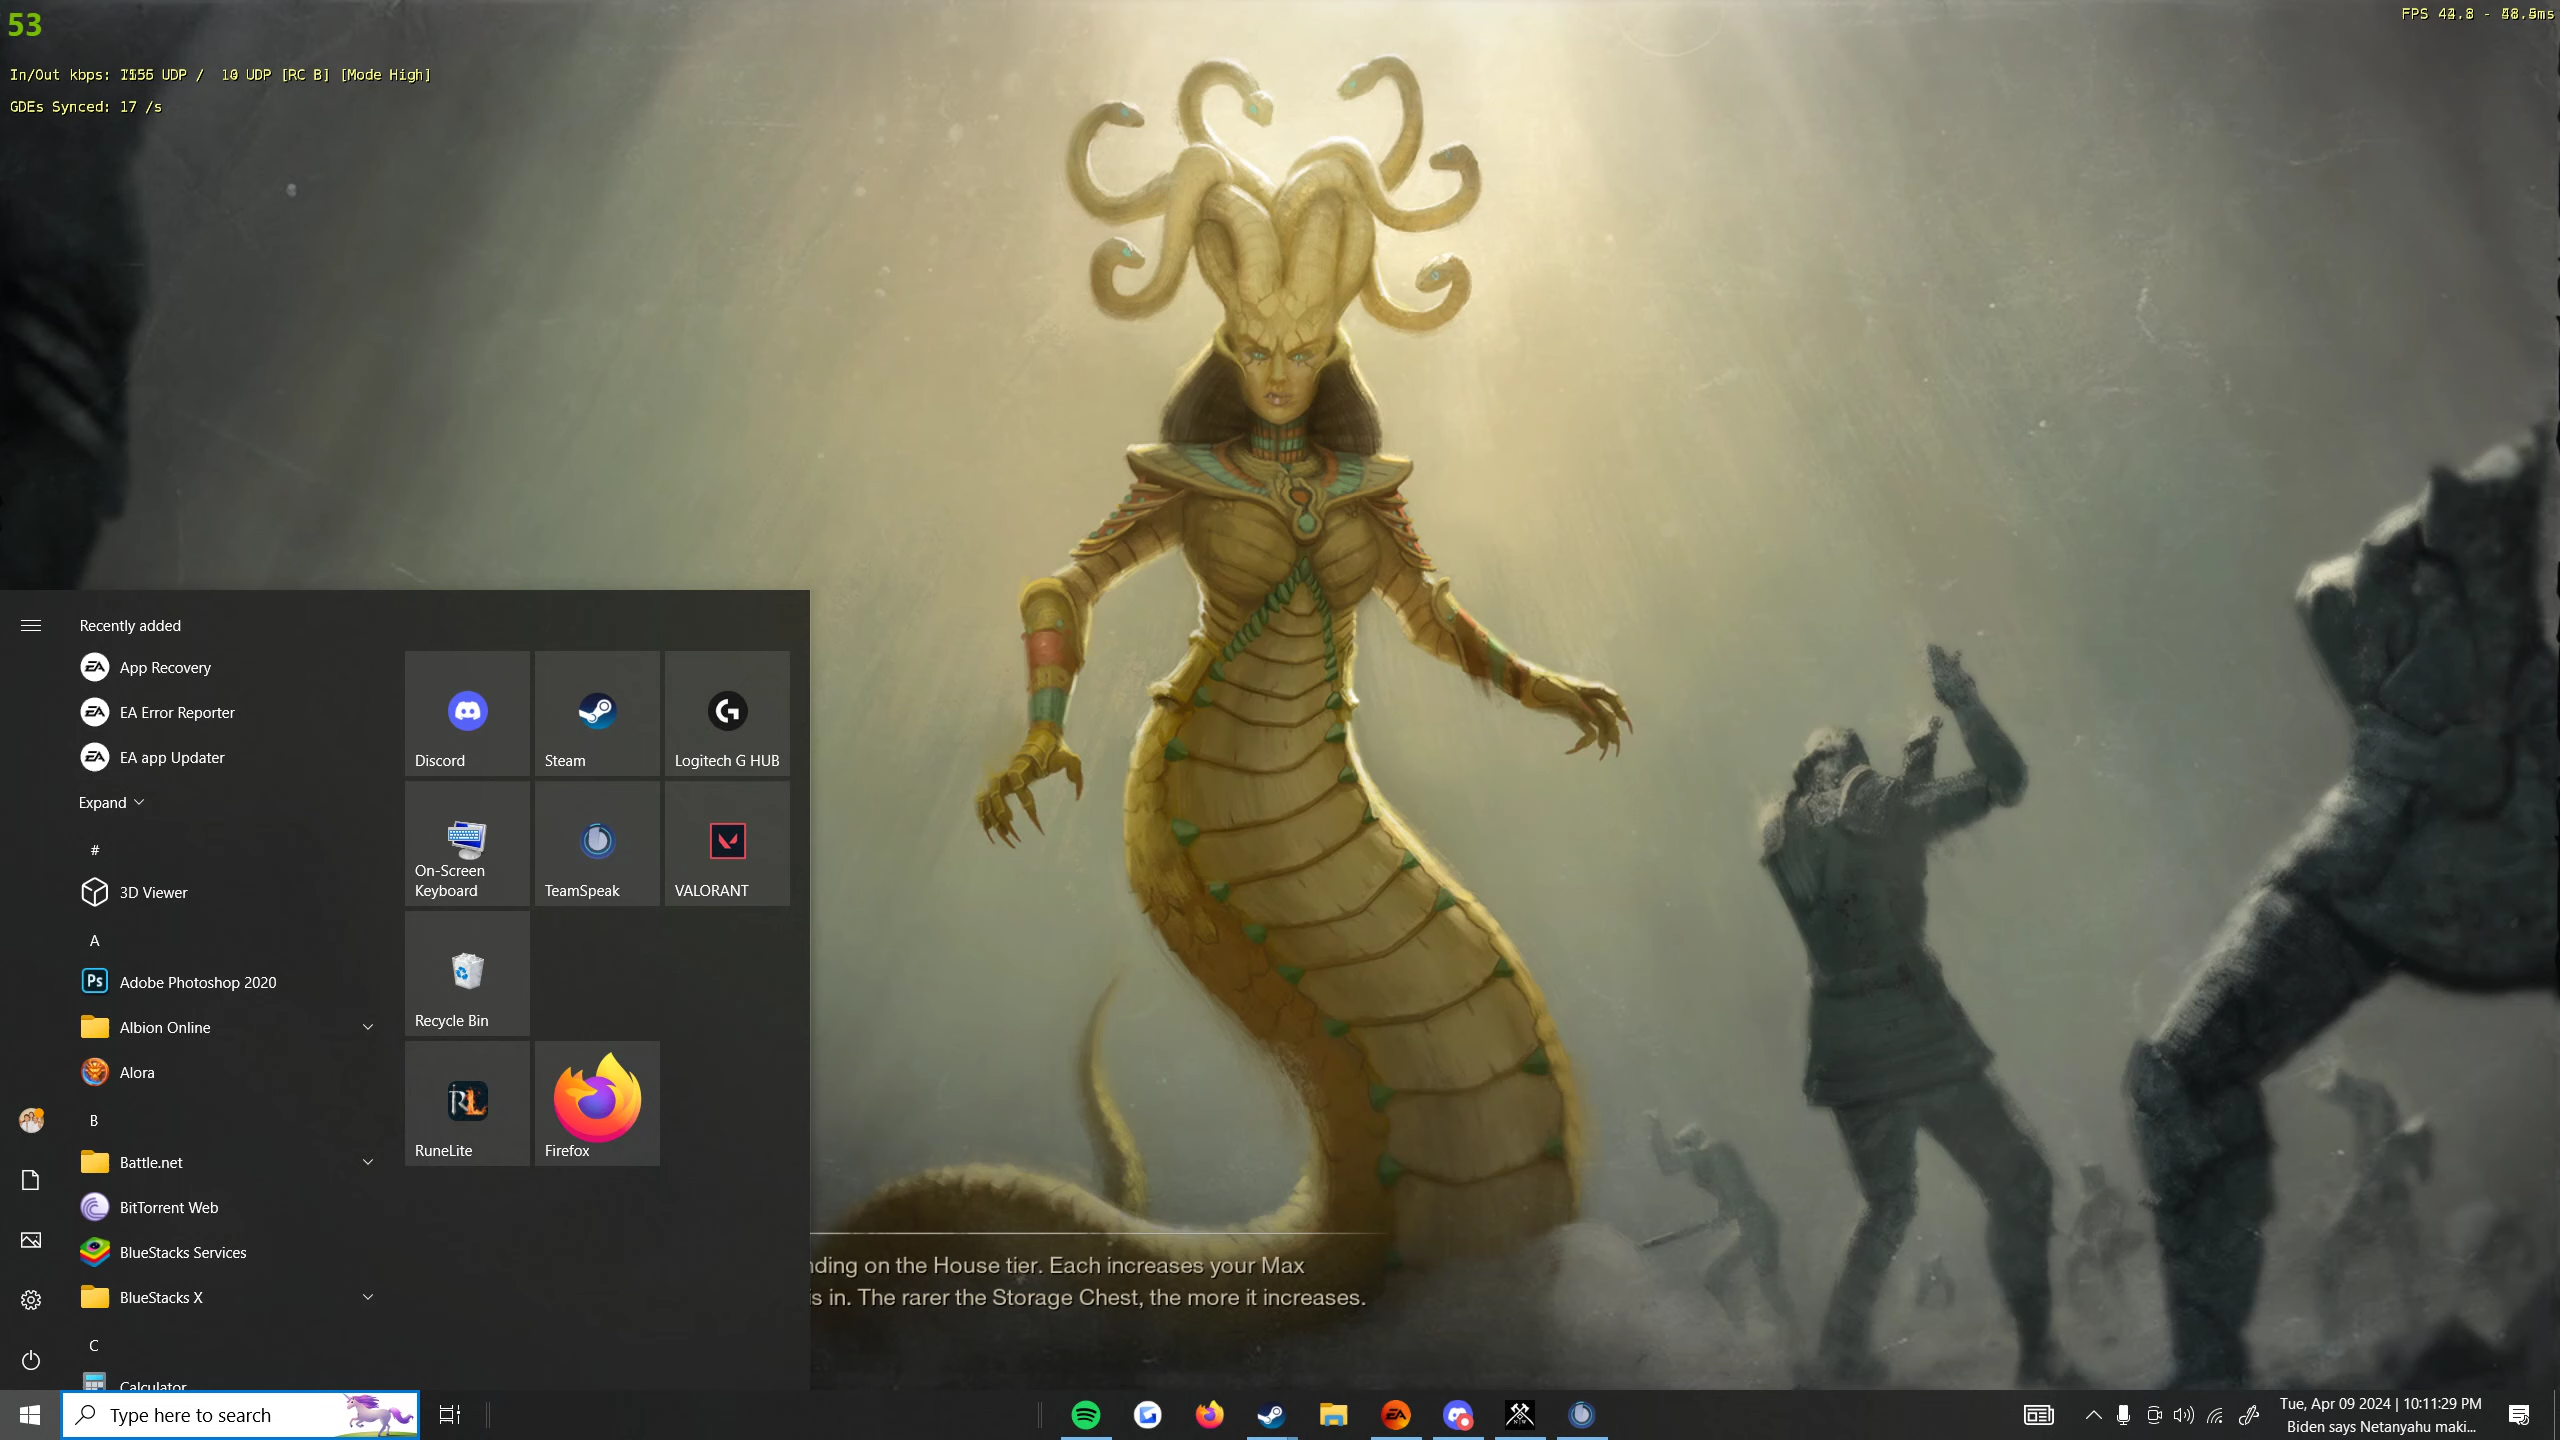 53
FPS
In/Out kbps: UDP / 10 UDP [RC B] [Mode High]
GDEs Synced: 17 /s
Recently added
App Recovery
EA Error Reporter
EA app Updater
Expand
#
3D Viewer
A
Adobe Photoshop 2020
Albion Online
Alora
B
Battle.net
BitTorrent Web
BlueStacks Services
BlueStacks X
C
Calculator
Discord
Steam
Logitech G HUB
On-Screen
Keyboard
TeamSpeak
VALORANT
Recycle Bin
RuneLite
Firefox
nding on the House tier. Each increases your Max
s in. The rarer the Storage Chest, the more it increases.
Type here to search
Tue, Apr 09 2024 | 10:11:29 PM
Biden says Netanyahu maki...